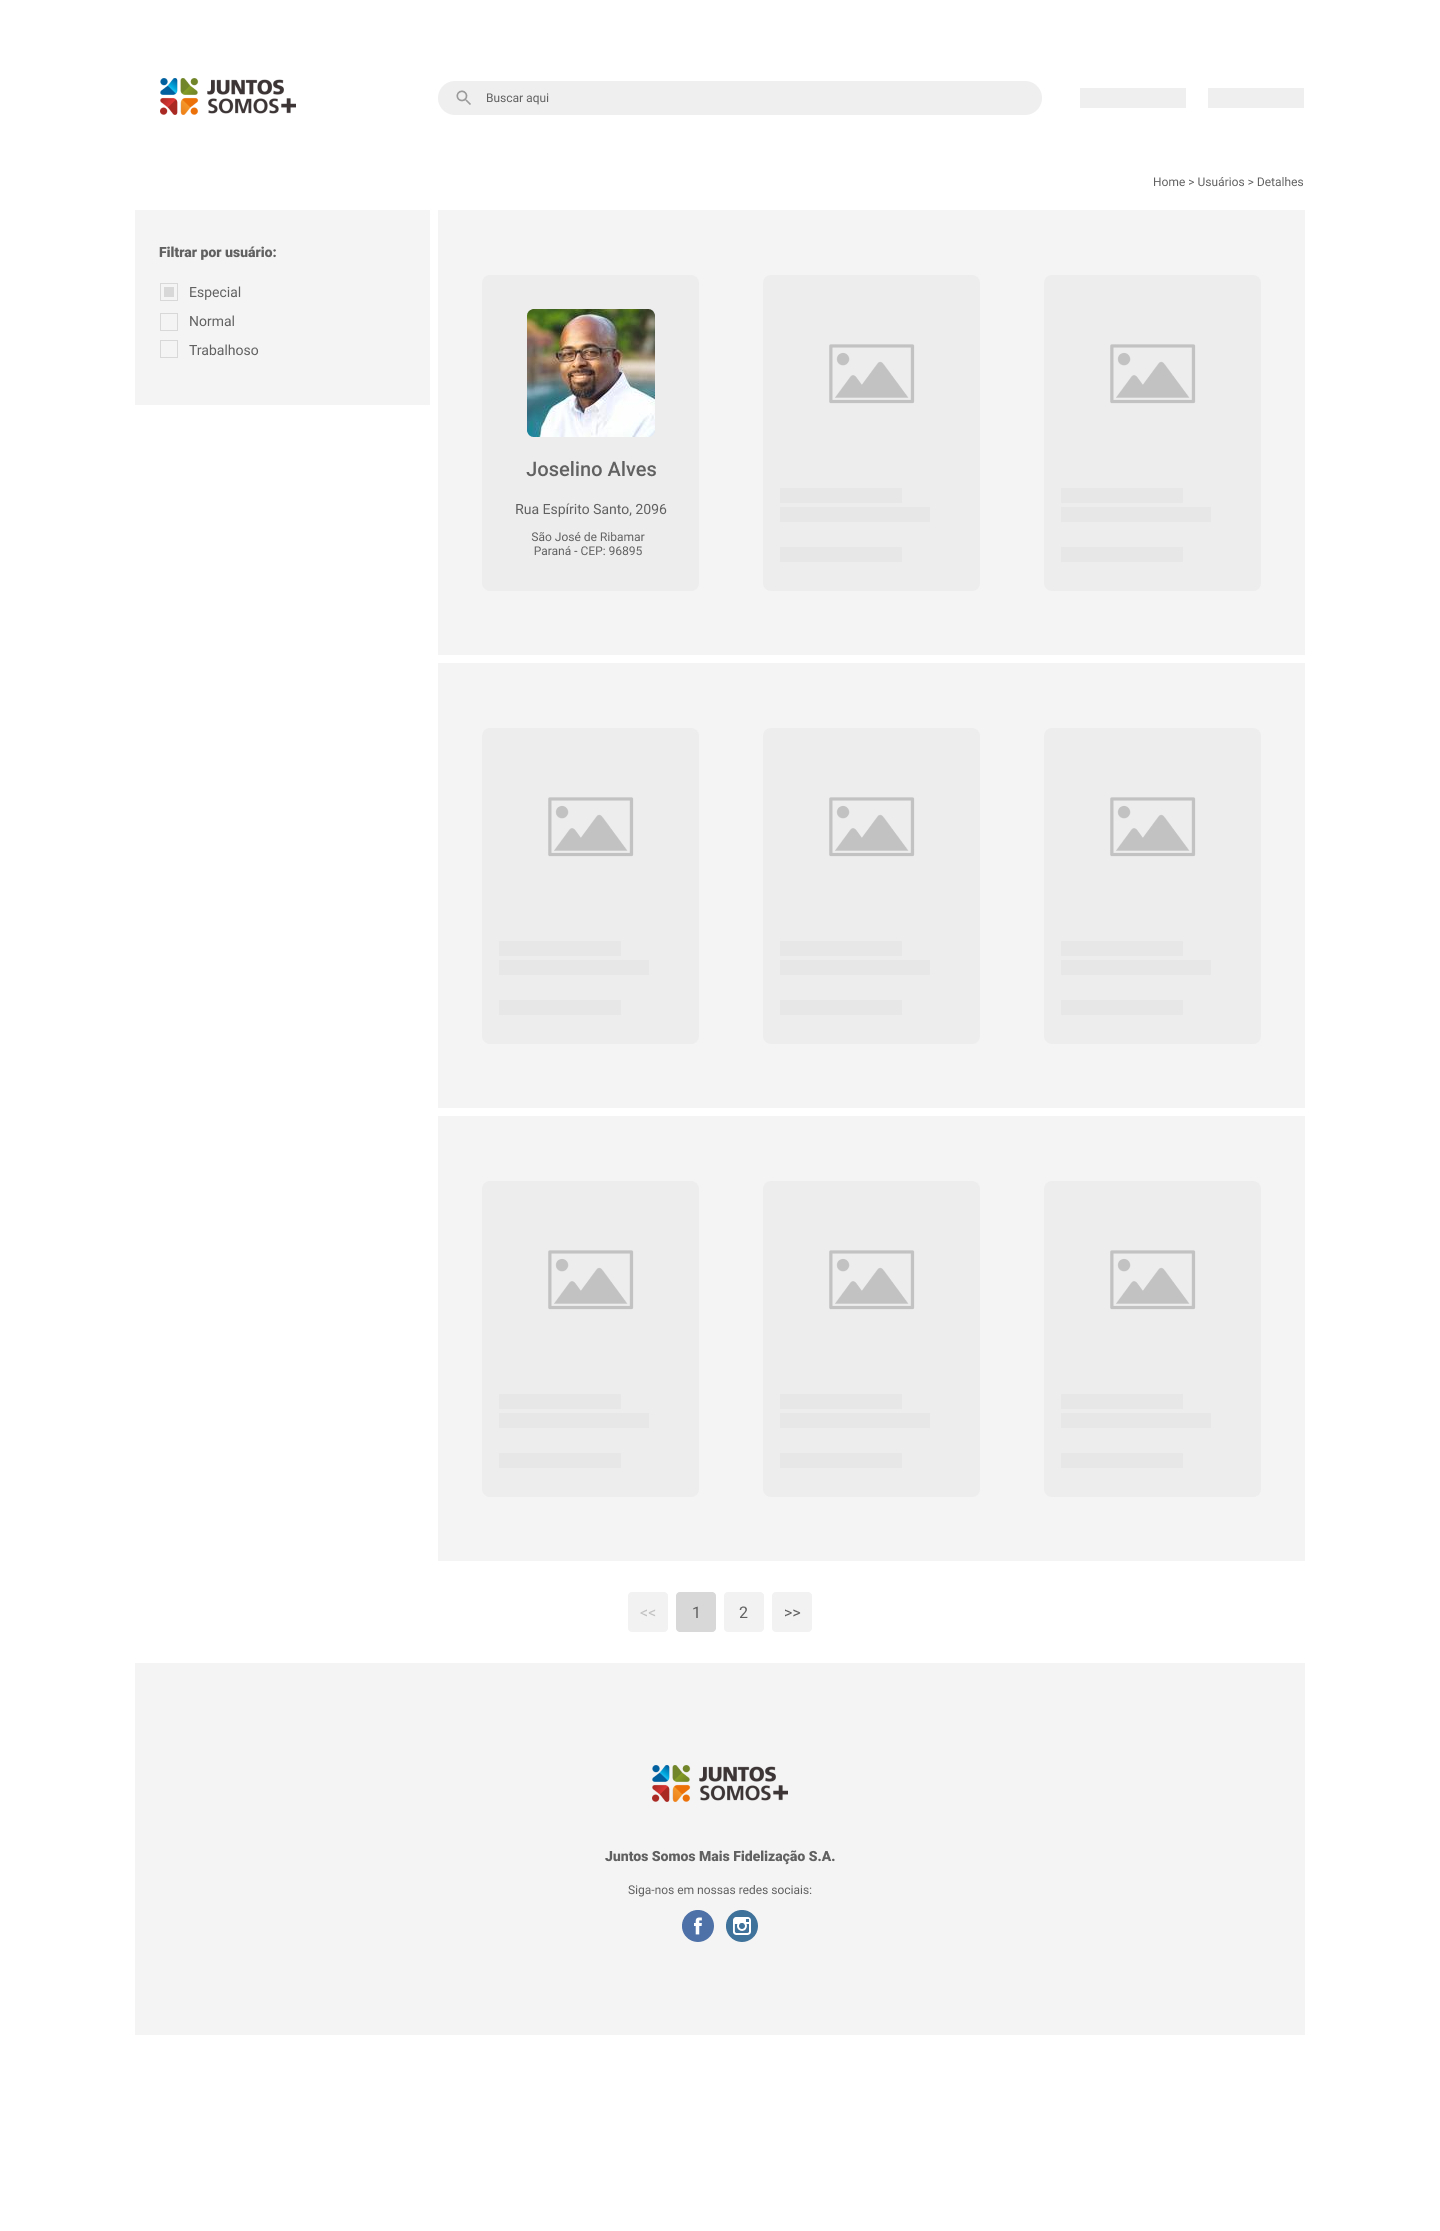 JUNTOS
SOMOS+
Buscar aqui
Home > Usuários > Detalhes
Filtrar por usuário:
Especial
Normal
Trabalhoso
Joselino Alves
Rua Espírito Santo, 2096
São José de Ribamar
Paraná - CEP: 96895
<< 1 2 >>
JUNTOS
SOMOS+
Juntos Somos Mais Fidelização S.A.
Siga-nos em nossas redes sociais: